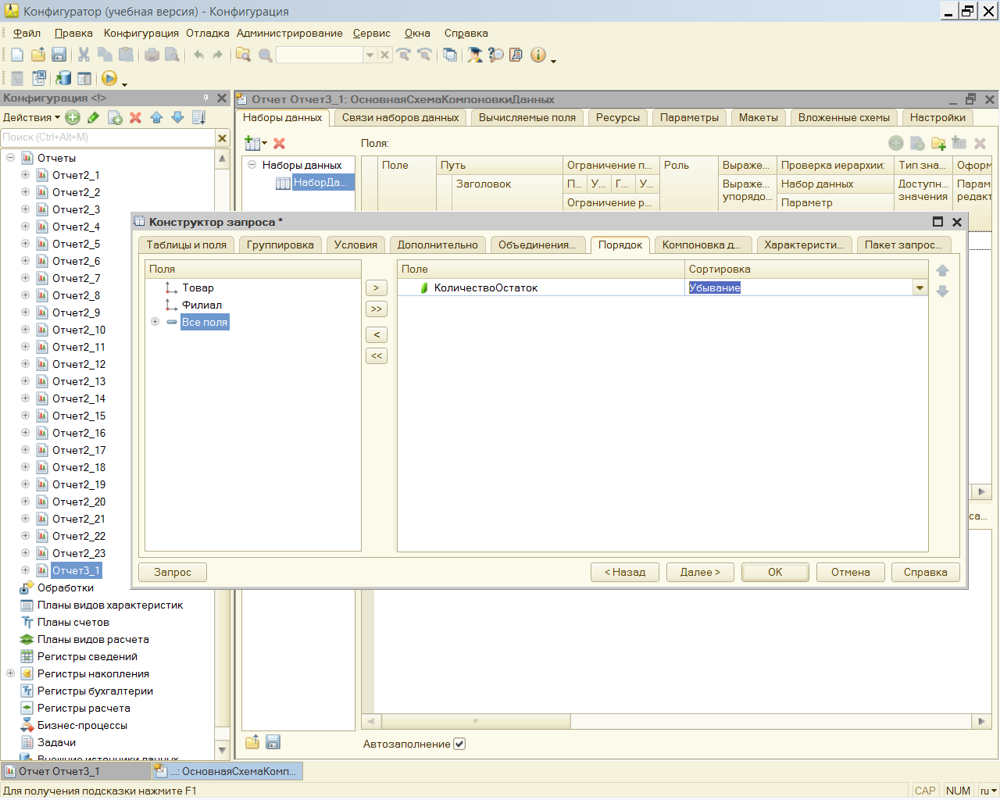 Конфигуратор (учебная версия) - Конфигурация
Файл Правка Конфигурация Отладка Администрирование Сервис Окна Справка
Конфигурация <!>
Действия
Поиск (Ctrl+Alt+M)
Отчеты
Отчет2_1
Отчет2_2
Отчет2_3
Отчет2_4
Отчет2_5
Отчет2_6
Отчет2_7
Отчет2_8
Отчет2_9
Отчет2_10
Отчет2_11
Отчет2_12
Отчет2_13
Отчет2_14
Отчет2_15
Отчет2_16
Отчет2_17
Отчет2_18
Отчет2_19
Отчет2_20
Отчет2_21
Отчет2_22
Отчет2_23
Отчет3_1
Обработки
Планы видов характеристик
Планы счетов
Планы видов расчета
Регистры сведений
Регистры накопления
Регистры бухгалтерии
Регистры расчета
Бизнес-процессы
Задачи
Внешние источники данных
Отчет Отчет3_1: ОсновнаяСхемаКомпоновкиДанных
Наборы данных Связи наборов данных Вычисляемые поля Ресурсы Параметры Макеты Вложенные схемы Настройки
Наборы данных
НаборДа...
Поля:
Поле Путь Ограничение п... Роль Выраже... Проверка иерархии: Тип зна... Оформ
Заголовок П... У... Г... У... Выраже... упорядо... Набор данных Доступн... значения Парам редакт
Ограничение р... Параметр
са...
Автозаполнение
Конструктор запроса *
Таблицы и поля Группировка Условия Дополнительно Объединения... Порядок Компоновка д... Характеристи... Пакет запрос...
Поля
Товар
Филиал
Все поля
>
>>
<
<<
Поле Сортировка
КоличествоОстаток Убывание
Запрос < Назад Далее > OK Отмена Справка
Отчет Отчет3_1 ...: ОсновнаяСхемаКомп...
Для получения подсказки нажмите F1 CAP NUM ru